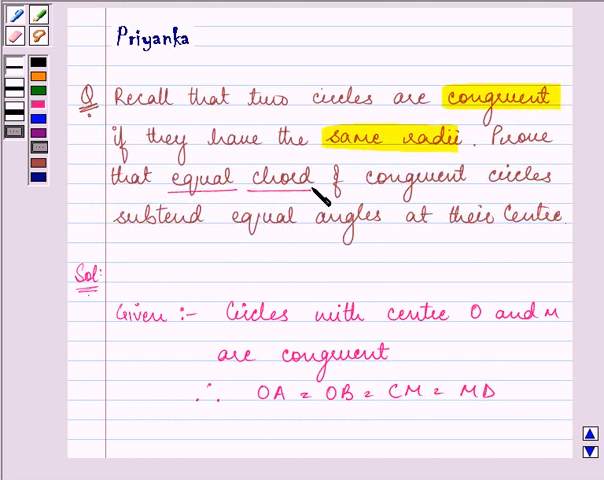 Priyanka
Q Recall that two circles are congruent
if they have the same radii. Prove
that equal chord of congruent circles
subtend equal angles at their centre.
Sol:
Given :- Circles with centre O and M
are congruent
∴ OA = OB = CM = MD